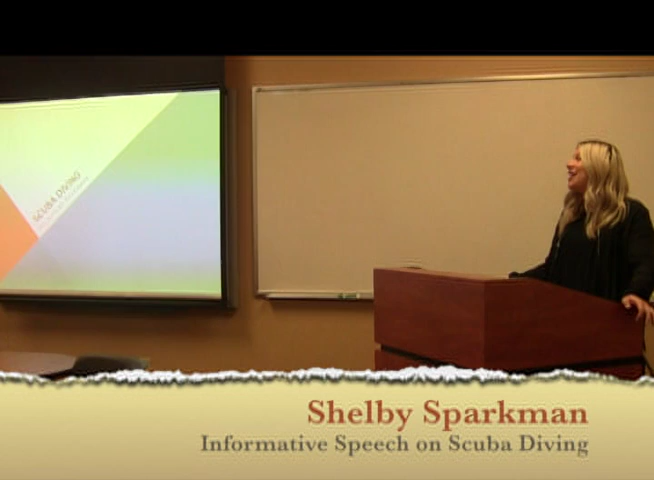 SCUBA DIVING
Shelby Sparkman
Informative Speech on Scuba Diving